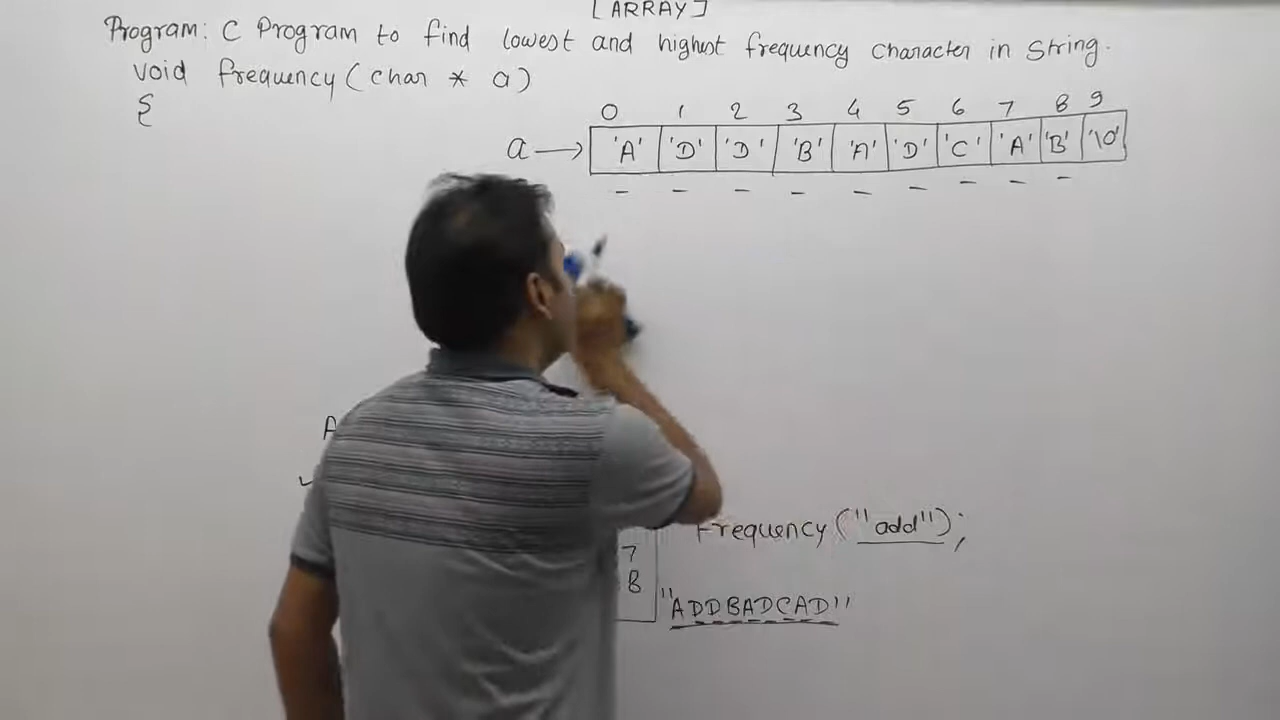 [ARRAY]
Program: C Program to find lowest and highest frequency character in String.
void frequency(char * a)
{
0 1 2 3 4 5 6 7 8 9
a → 'A' 'D' 'D' 'B' 'A' 'D' 'C' 'A' 'B' '\0'
A
Frequency("add");
7
B
"ADDBADCAD"